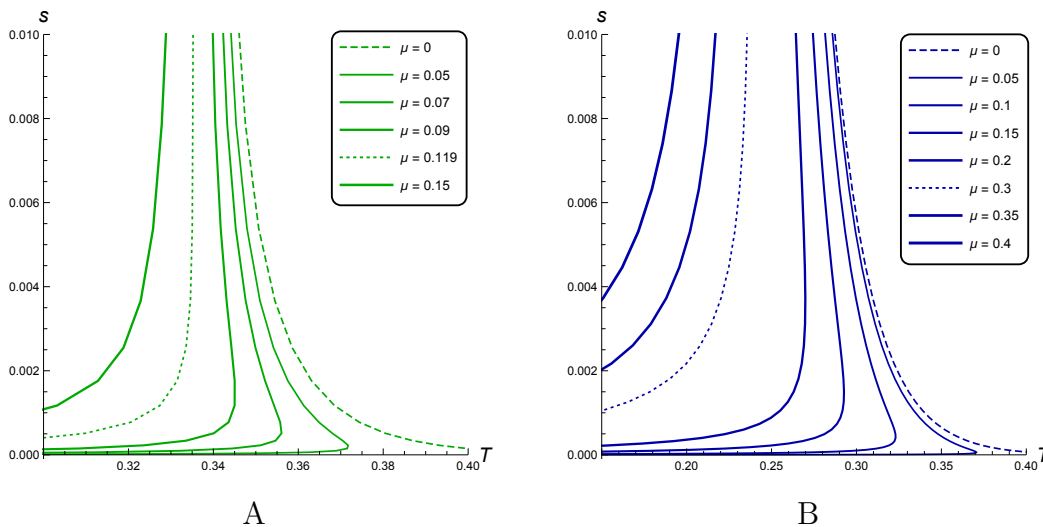 s
0.010
0.008
0.006
0.004
0.002
0.000
0.32
0.34
0.36
0.38
0.40
T
μ = 0
μ = 0.05
μ = 0.07
μ = 0.09
μ = 0.119
μ = 0.15
A
s
0.010
0.008
0.006
0.004
0.002
0.000
0.20
0.25
0.30
0.35
0.40
T
μ = 0
μ = 0.05
μ = 0.1
μ = 0.15
μ = 0.2
μ = 0.3
μ = 0.35
μ = 0.4
B